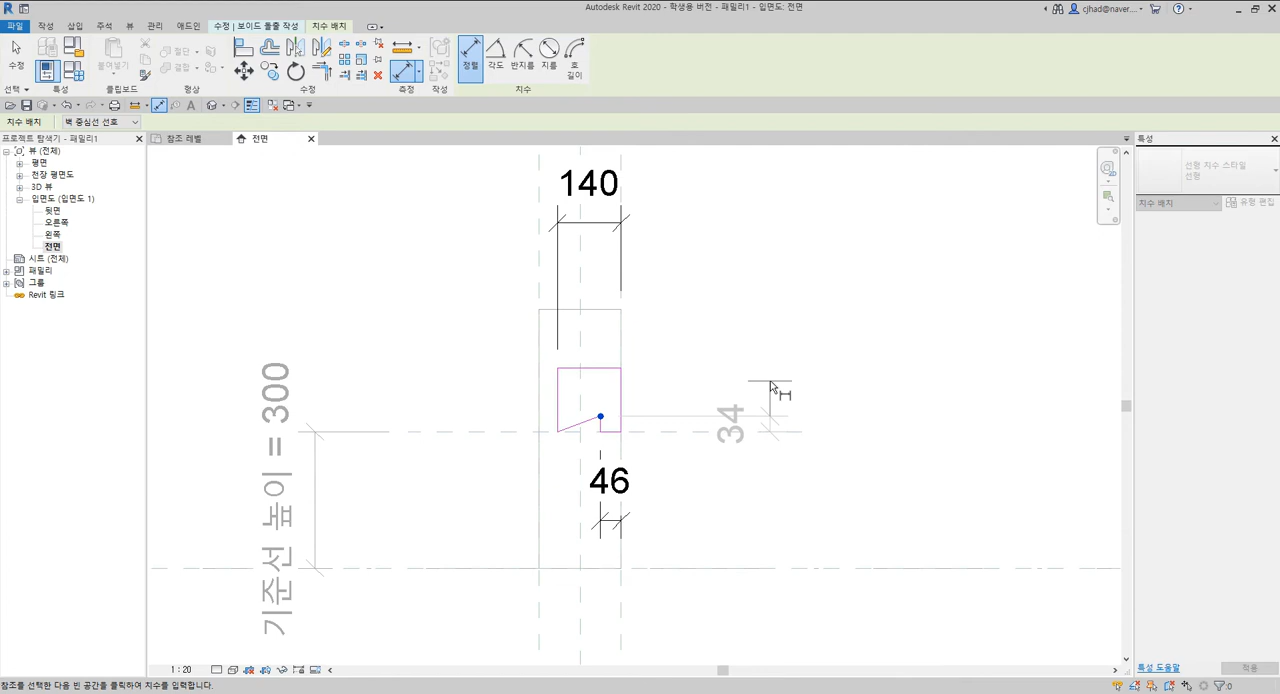 Autodesk Revit 2020 - 학생용 버전 - 패밀리1 - 입면도: 전면
cjhad@naver....
파일 작성 삽입 주석 뷰 관리 애드인 수정 | 보이드 돌출 작성 치수 배치
수정
붙여넣기
절단
결합
정렬 각도 반지름 지름 호 길이
선택 특성 클립보드 형상 수정 측정 작성 치수
치수 배치 벽 중심선 선호
프로젝트 탐색기 - 패밀리1
참조 레벨
전면
특성
뷰 (전체)
평면
천장 평면도
3D 뷰
입면도 (입면도 1)
뒷면
오른쪽
왼쪽
전면
시트 (전체)
패밀리
그룹
Revit 링크
140
34
46
기준선 높이 = 300
선형 치수 스타일
선형
치수 배치
유형 편집
1 : 20
특성 도움말
적용
참조를 선택한 다음 빈 공간을 클릭하여 치수를 입력합니다.
:0